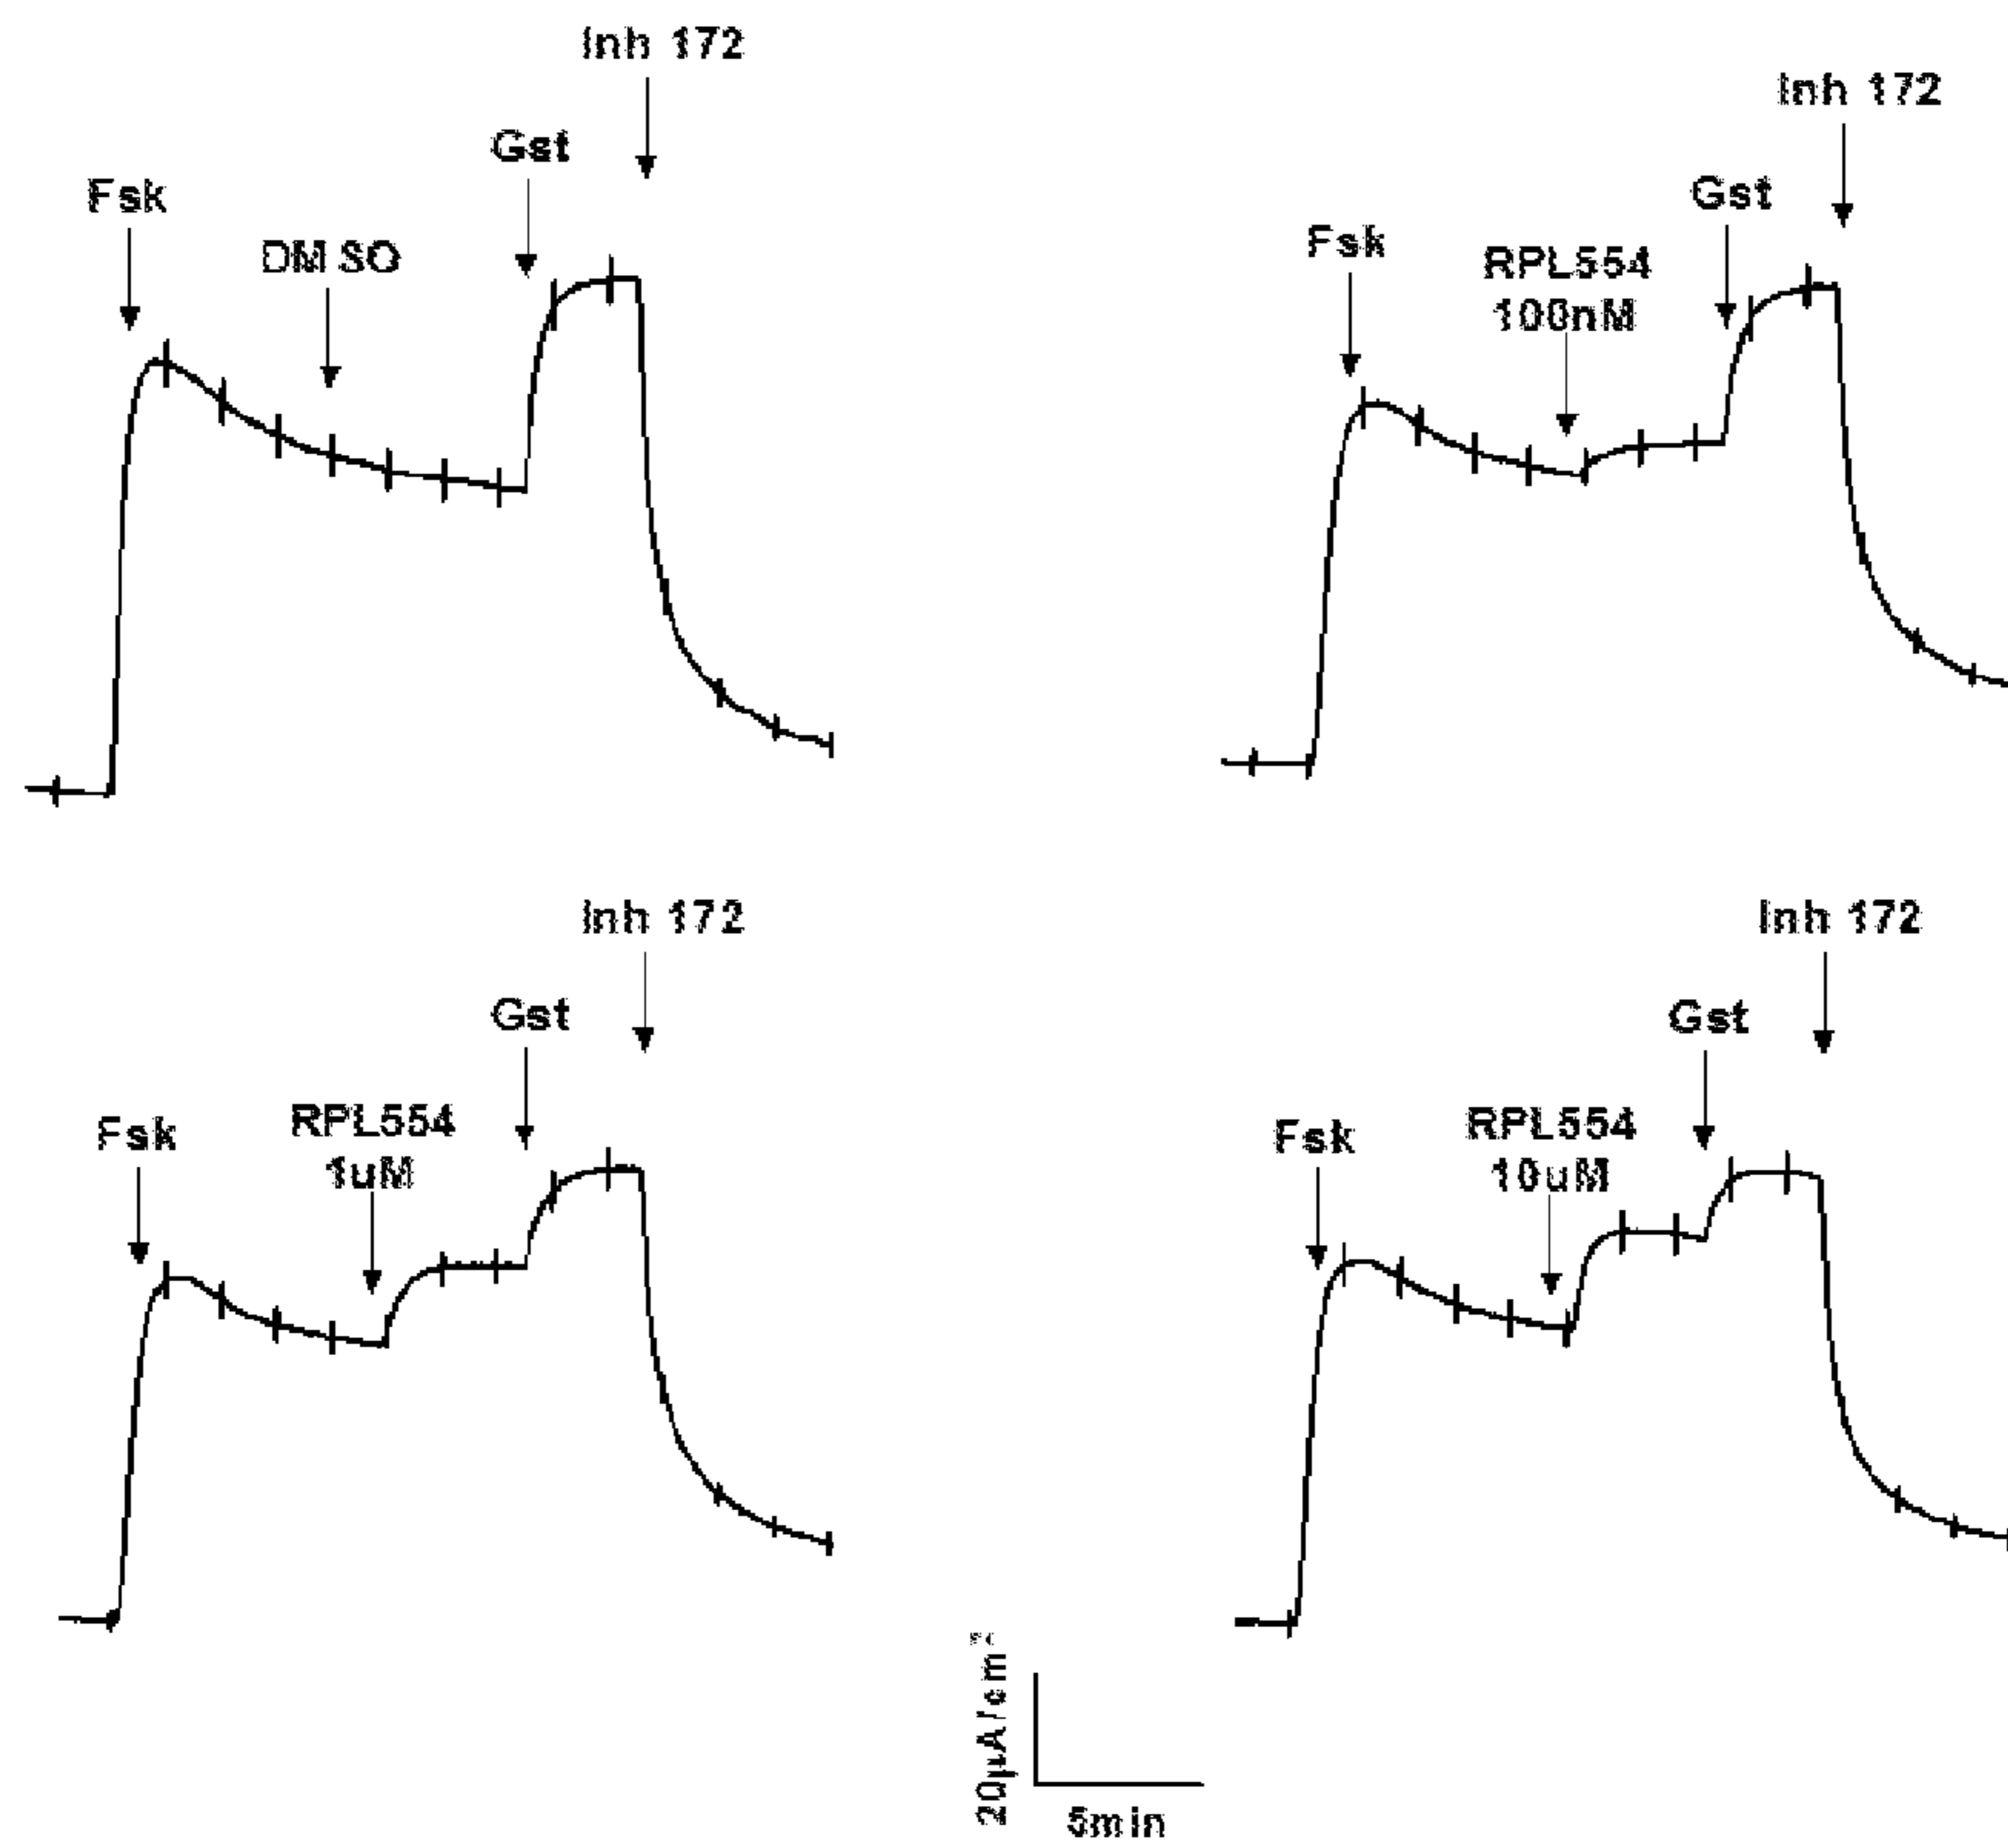 Inh 172
Gst
Fsk
DMSO
Inh 172
Gst
Fsk
RPL554
100nM
Inh 172
Gst
Fsk
RPL554
1uM
Inh 172
Gst
Fsk
RPL554
10uM
20µA/cm²
5min